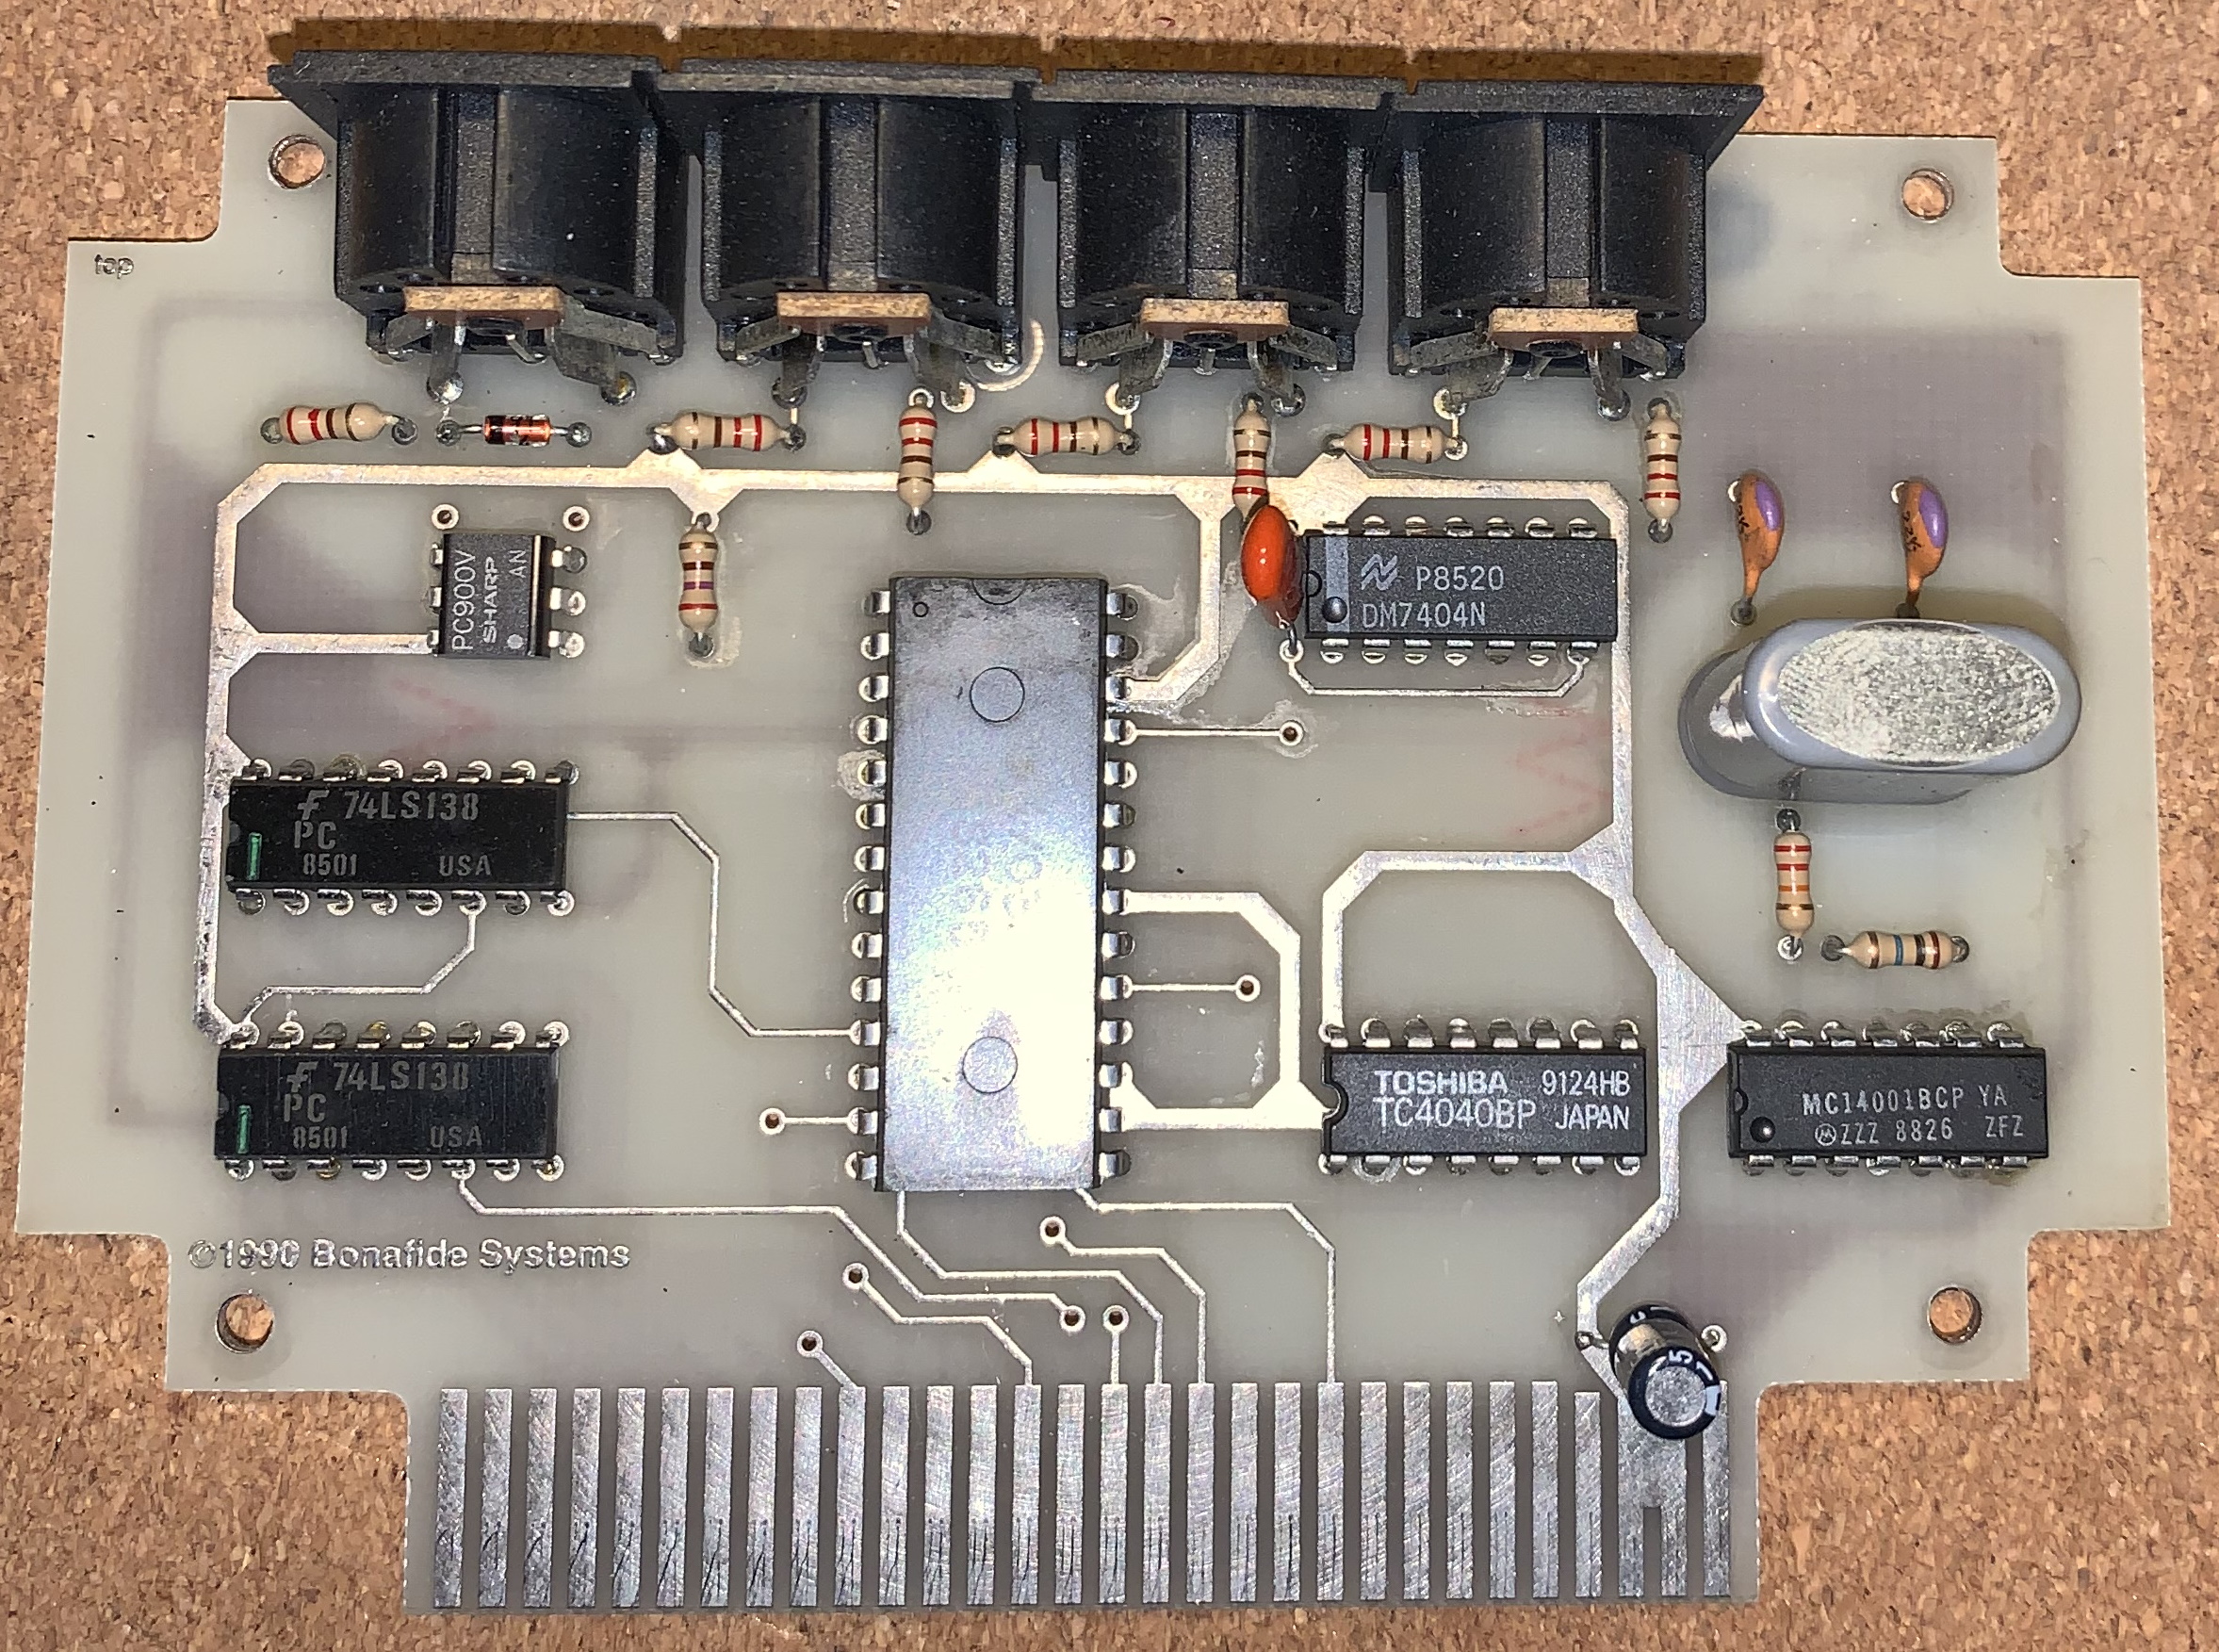 top
PC900V
SHARP AN
P8520
DM7404N
74LS138
PC
8501 USA
74LS138
PC
8501 USA
TOSHIBA 9124HB
TC4040BP JAPAN
MC14001BCP YA
ZZZ 8826 ZFZ
©1990 Bonafide Systems